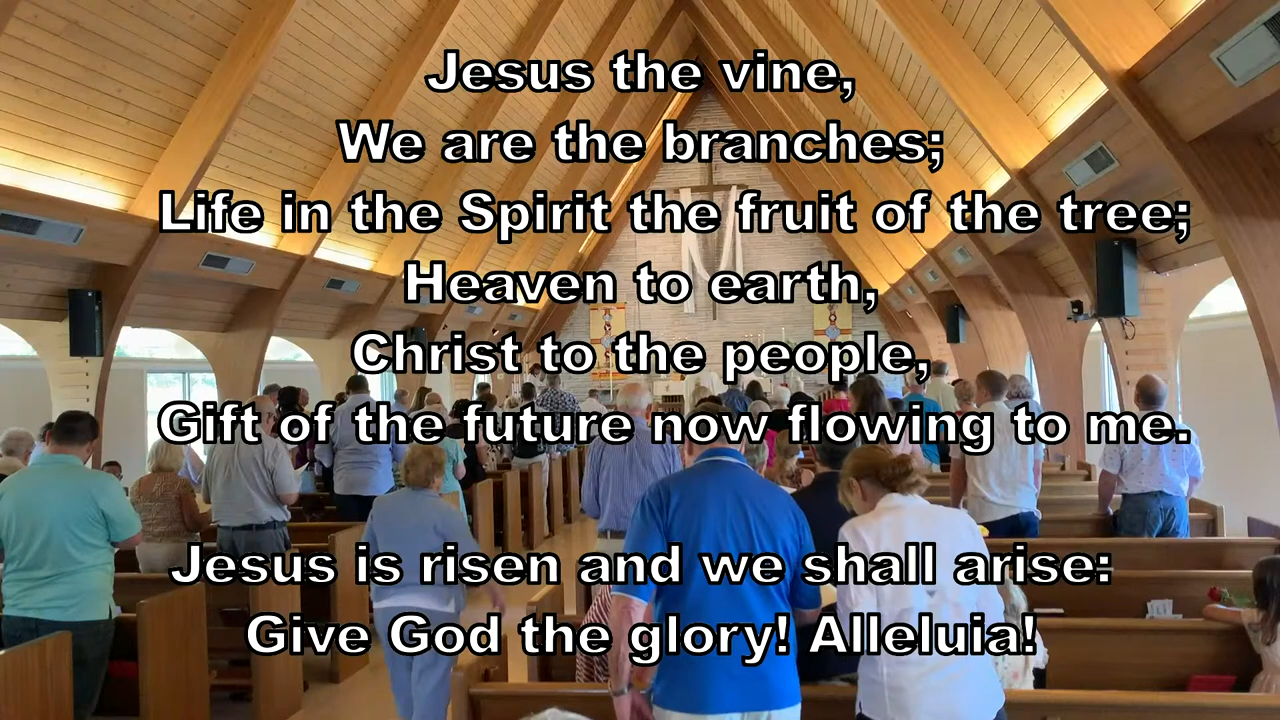 Jesus the vine,
We are the branches;
Life in the Spirit the fruit of the tree;
Heaven to earth,
Christ to the people,
Gift of the future now flowing to me.
Jesus is risen and we shall arise:
Give God the glory! Alleluia!